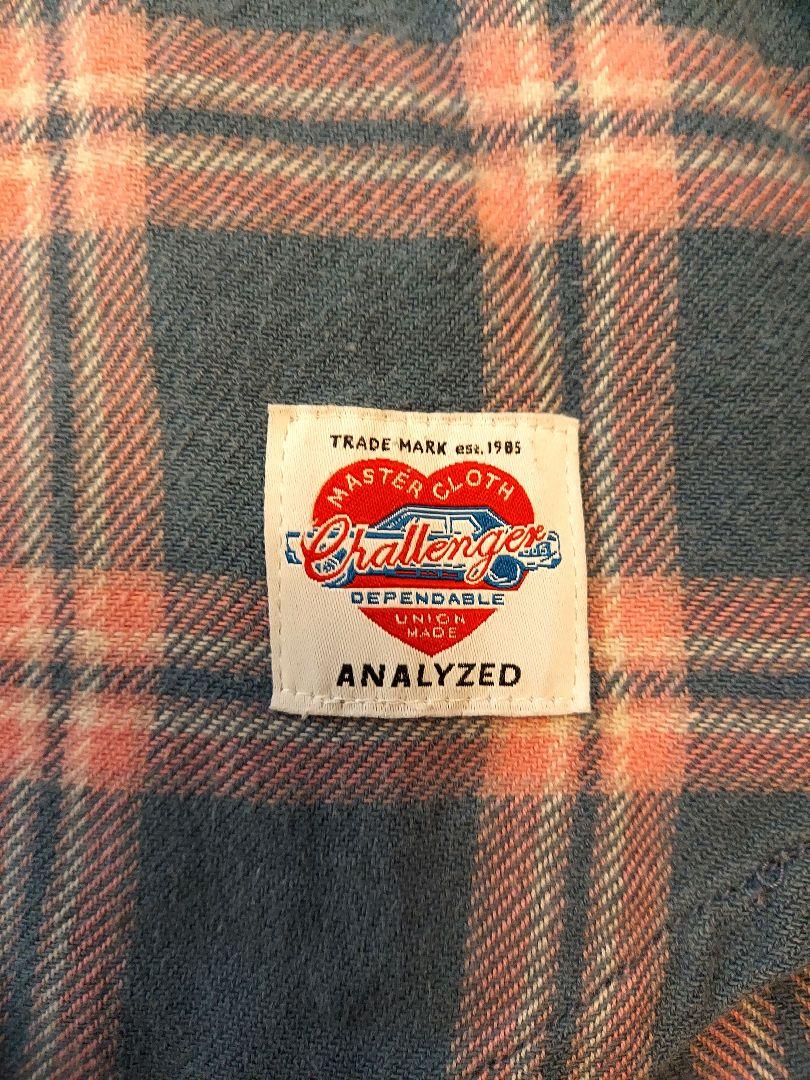 TRADE MARK est. 1985
MASTER CLOTH
Challenger
DEPENDABLE
UNION
MADE
ANALYZED